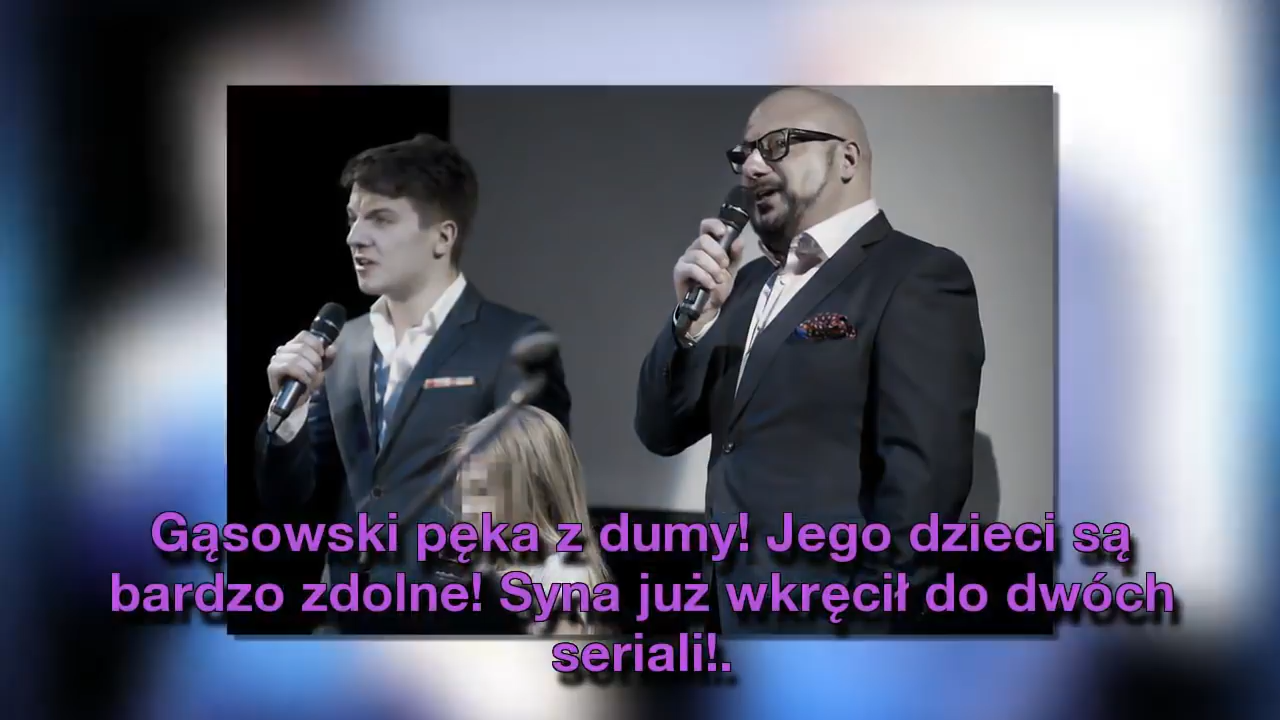 Gąsowski pęka z dumy! Jego dzieci są
bardzo zdolne! Syna już wkręcił do dwóch
seriali!.